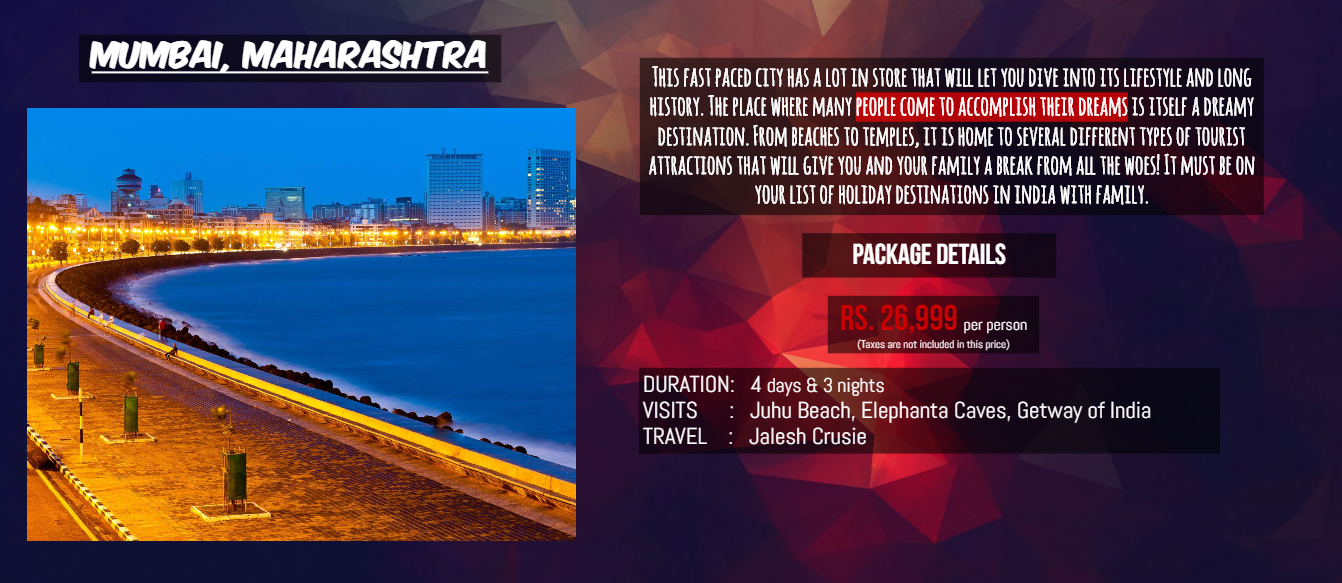 MUMBAI, MAHARASHTRA
THIS FAST PACED CITY HAS A LOT IN STORE THAT WILL LET YOU DIVE INTO ITS LIFESTYLE AND LONG
HISTORY. THE PLACE WHERE MANY PEOPLE COME TO ACCOMPLISH THEIR DREAMS IS ITSELF A DREAMY
DESTINATION. FROM BEACHES TO TEMPLES, IT IS HOME TO SEVERAL DIFFERENT TYPES OF TOURIST
ATTRACTIONS THAT WILL GIVE YOU AND YOUR FAMILY A BREAK FROM ALL THE WOES! IT MUST BE ON
YOUR LIST OF HOLIDAY DESTINATIONS IN INDIA WITH FAMILY.
PACKAGE DETAILS
RS. 26,999 per person
(Taxes are not included in this price)
DURATION: 4 days & 3 nights
VISITS : Juhu Beach, Elephanta Caves, Getway of India
TRAVEL : Jalesh Crusie